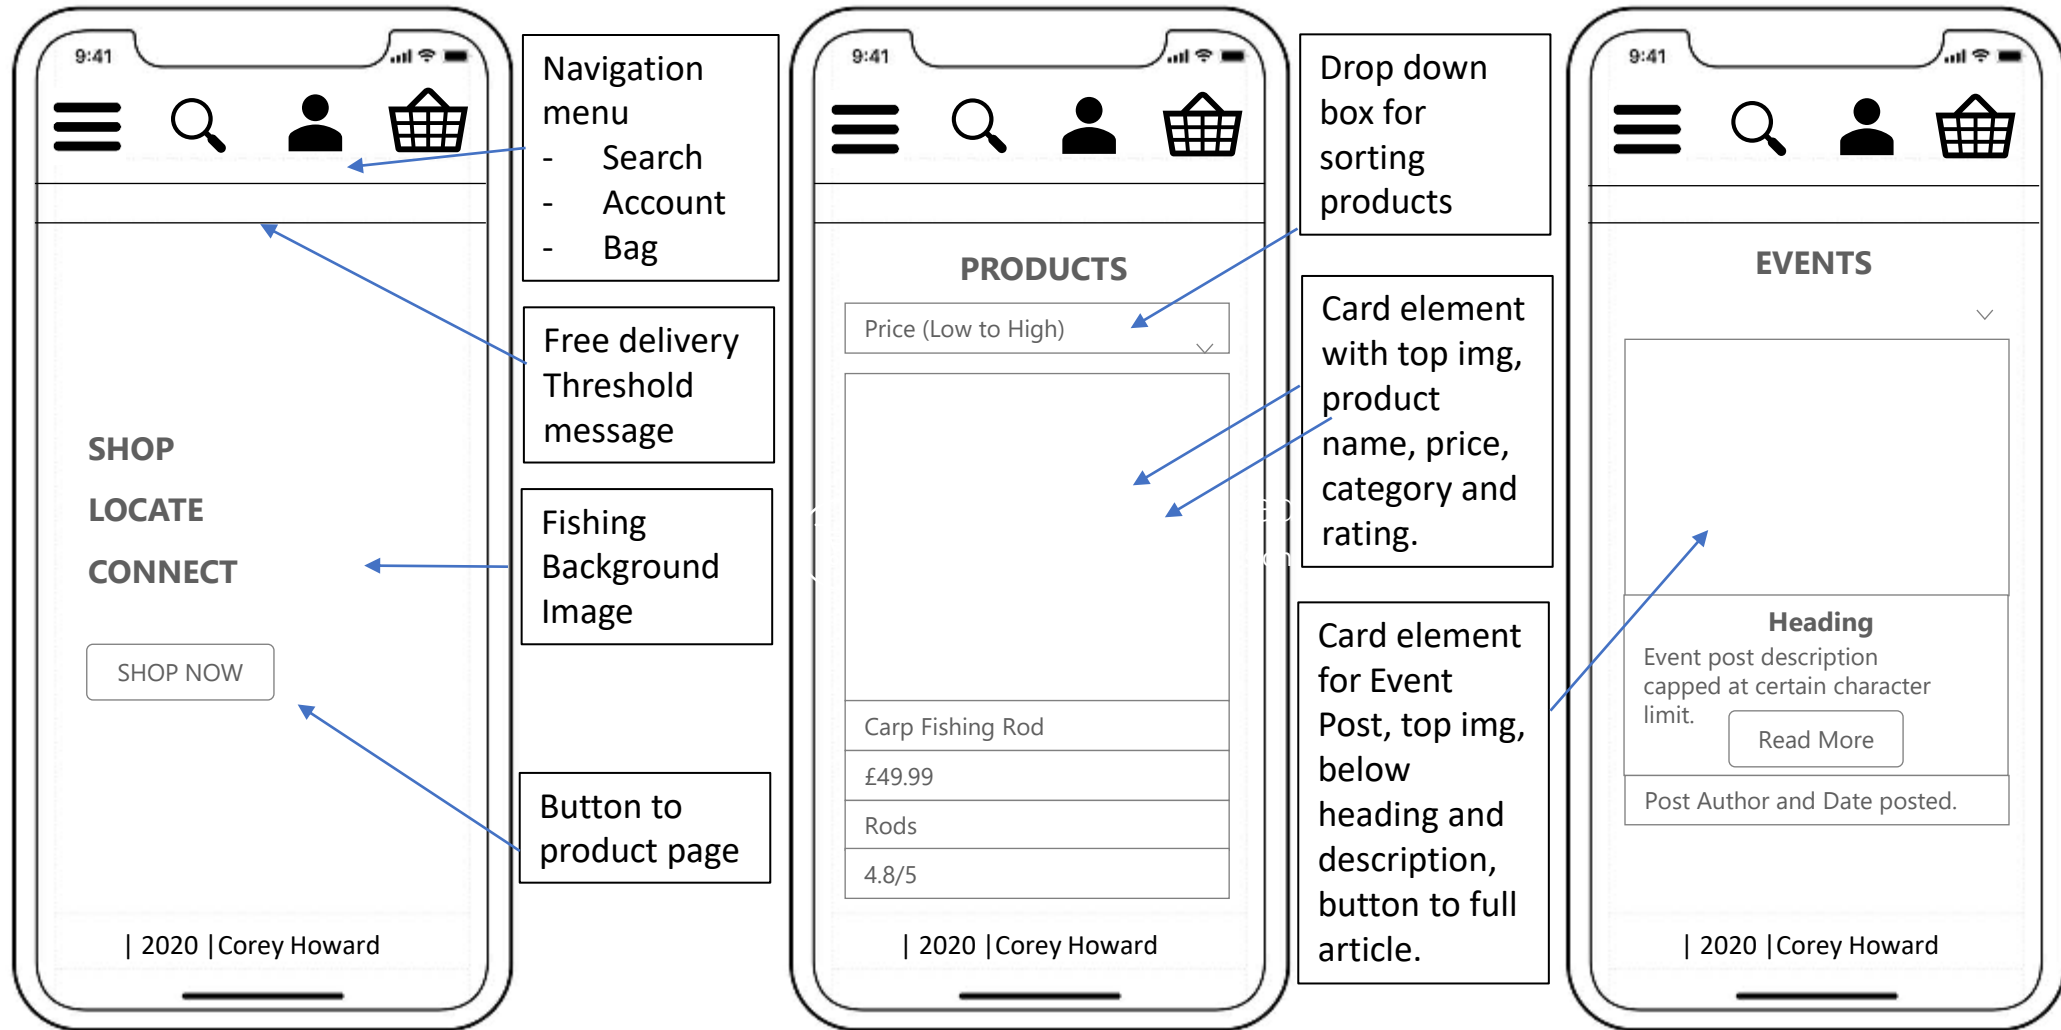 9:41
SHOP
LOCATE
CONNECT
SHOP NOW
| 2020 |Corey Howard
Navigation
menu
- Search
- Account
- Bag
Free delivery
Threshold
message
Fishing
Background
Image
Button to
product page
9:41
PRODUCTS
Price (Low to High)
Carp Fishing Rod
£49.99
Rods
4.8/5
| 2020 |Corey Howard
Drop down
box for
sorting
products
Card element
with top img,
product
name, price,
category and
rating.
Card element
for Event
Post, top img,
below
heading and
description,
button to full
article.
9:41
EVENTS
Heading
Event post description
capped at certain character
limit.
Read More
Post Author and Date posted.
| 2020 |Corey Howard